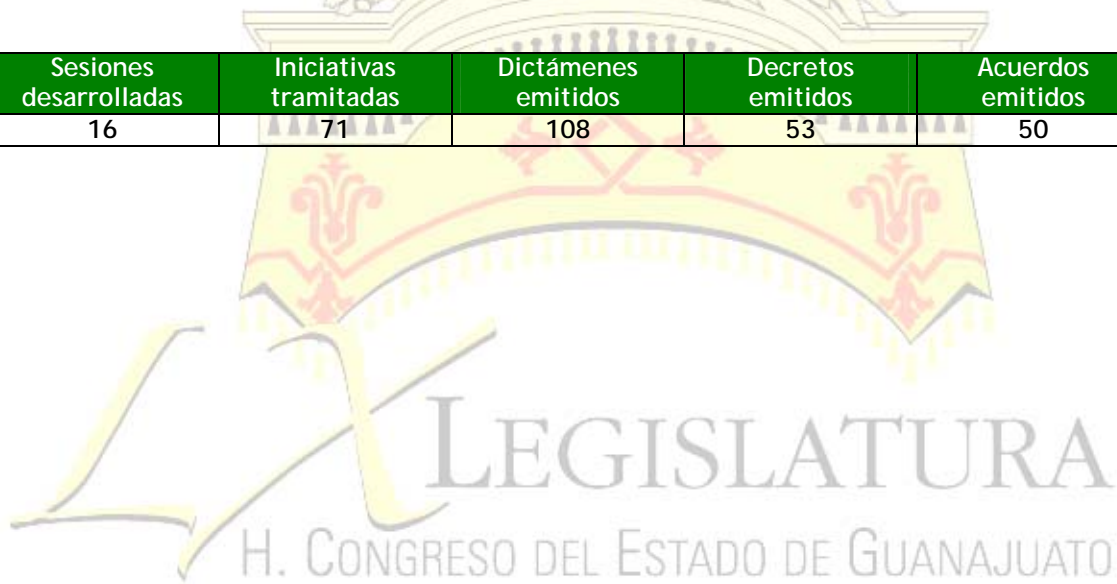 Sesiones desarrolladas Iniciativas tramitadas Dictámenes emitidos Decretos emitidos Acuerdos emitidos
16 71 108 53 50
LX LEGISLATURA
H. CONGRESO DEL ESTADO DE GUANAJUATO